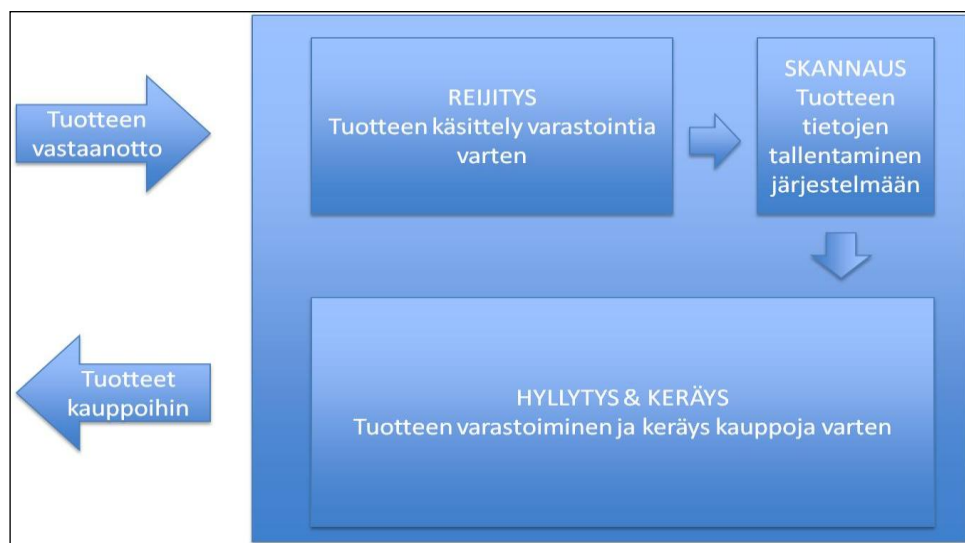 Tuotteen
vastaanotto
REIJITYS
Tuotteen käsittely varastointia
varten
SKANNAUS
Tuotteen
tietojen
tallentaminen
järjestelmään
Tuotteet
kauppoihin
HYLLYTYS & KERÄYS
Tuotteen varastoiminen ja keräys kauppoja varten